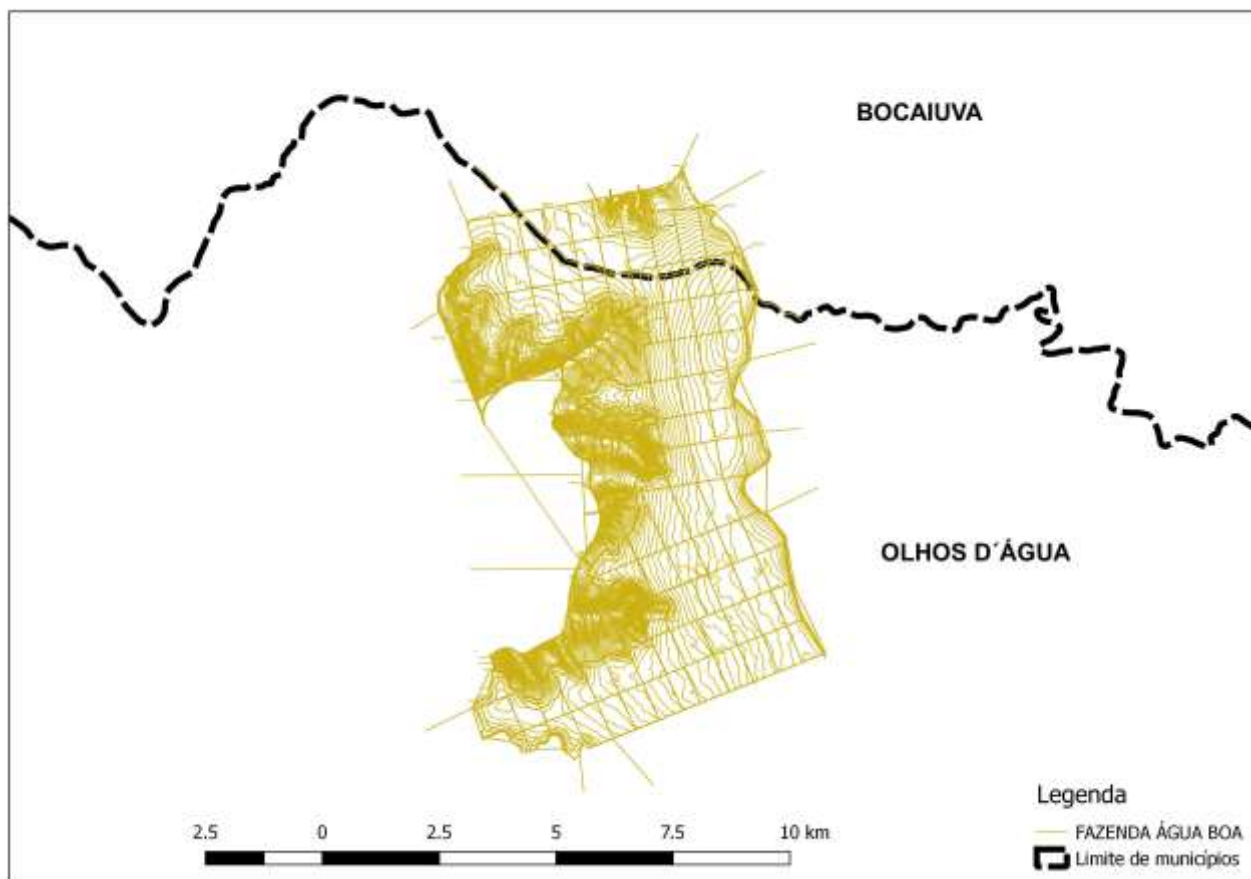 BOCAIUVA
OLHOS D´ÁGUA
Legenda
FAZENDA ÁGUA BOA
Limite de municípios
2.5 0 2.5 5 7.5 10 km